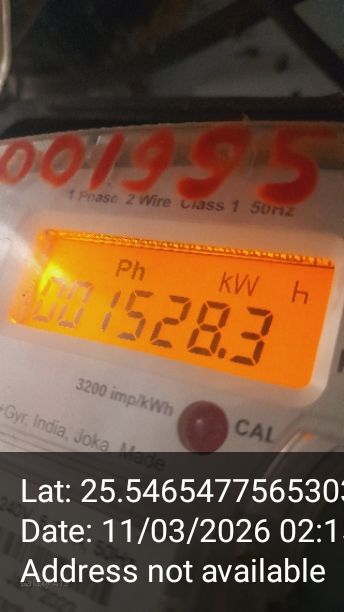 001995
1 Phase 2 Wire Class 1 50Hz
Ph kW h
001528.3
3200 imp/kWh
CAL
+Gyr, India, Joka, Made
Lat: 25.546547756530
Date: 11/03/2026 02:1
Address not available